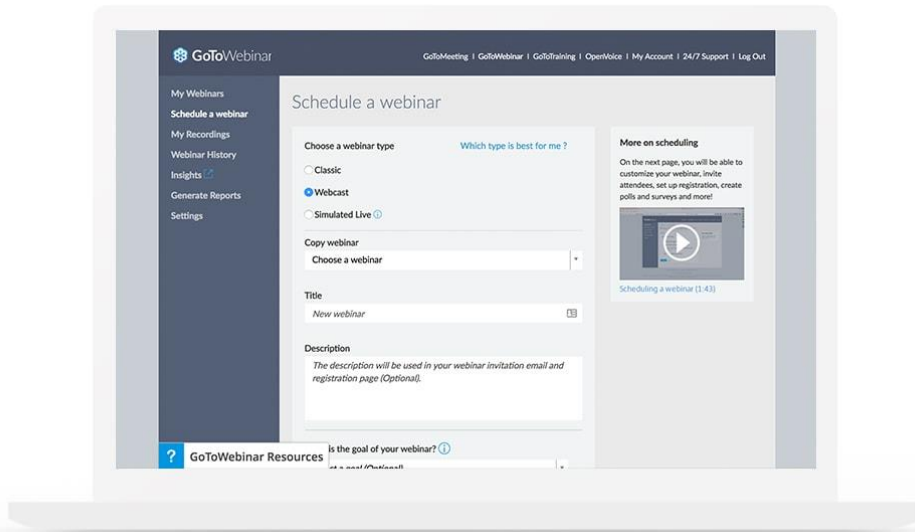 GoToWebinar
GoToMeeting | GoToWebinar | GoToTraining | OpenVoice | My Account | 24/7 Support | Log Out
My Webinars
Schedule a webinar
My Recordings
Webinar History
Insights
Generate Reports
Settings
Schedule a webinar
Choose a webinar type
Which type is best for me ?
Classic
Webcast
Simulated Live
Copy webinar
Choose a webinar
Title
New webinar
Description
The description will be used in your webinar invitation email and
registration page (Optional).
is the goal of your webinar?
a goal (Optional)
? GoToWebinar Resources
More on scheduling
On the next page, you will be able to
customize your webinar, invite
attendees, set up registration, create
polls and surveys and more!
Scheduling a webinar (1:43)